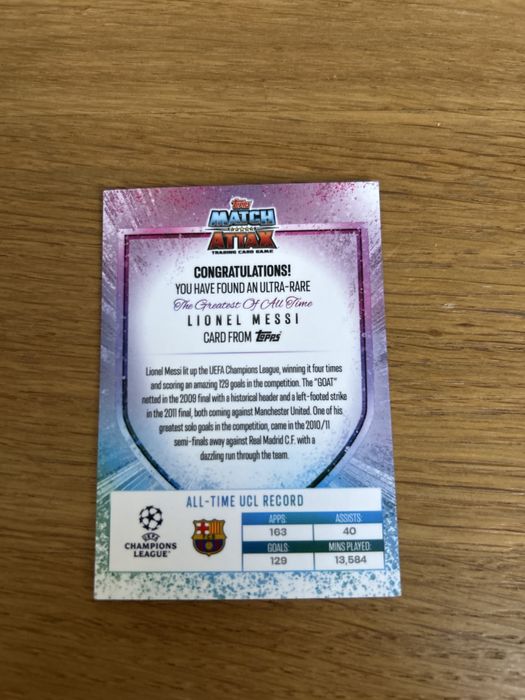 Topps
MATCH
ATTAX
TRADING CARD GAME
CONGRATULATIONS!
YOU HAVE FOUND AN ULTRA-RARE
The Greatest Of All Time
LIONEL MESSI
CARD FROM Topps
Lionel Messi lit up the UEFA Champions League, winning it four times
and scoring an amazing 129 goals in the competition. The "GOAT"
netted in the 2009 final with a historical header and a left-footed strike
in the 2011 final, both coming against Manchester United. One of his
greatest solo goals in the competition, came in the 2010/11
semi-finals away against Real Madrid C.F. with a
dazzling run through the team.
ALL-TIME UCL RECORD
UEFA
CHAMPIONS
LEAGUE
FCB
APPS: ASSISTS:
163 40
GOALS: MINS PLAYED:
129 13,584